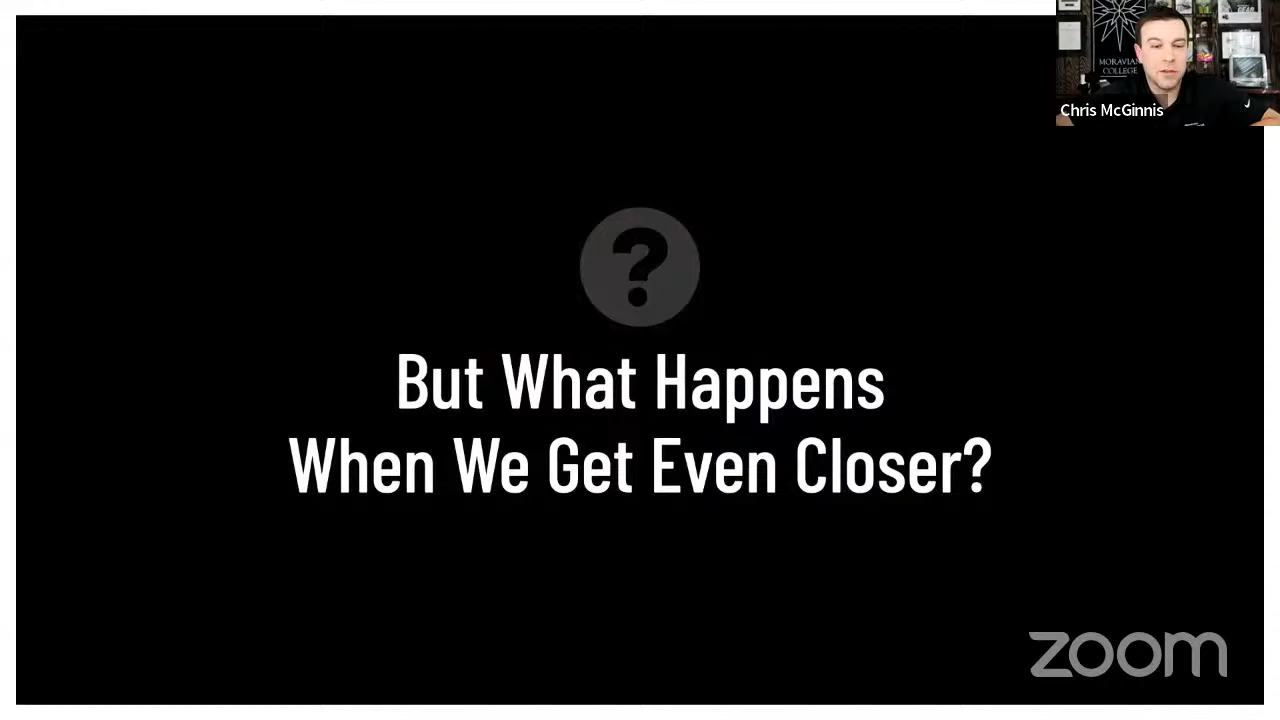 MORAVIAN
COLLEGE
Chris McGinnis
?
But What Happens
When We Get Even Closer?
zoom